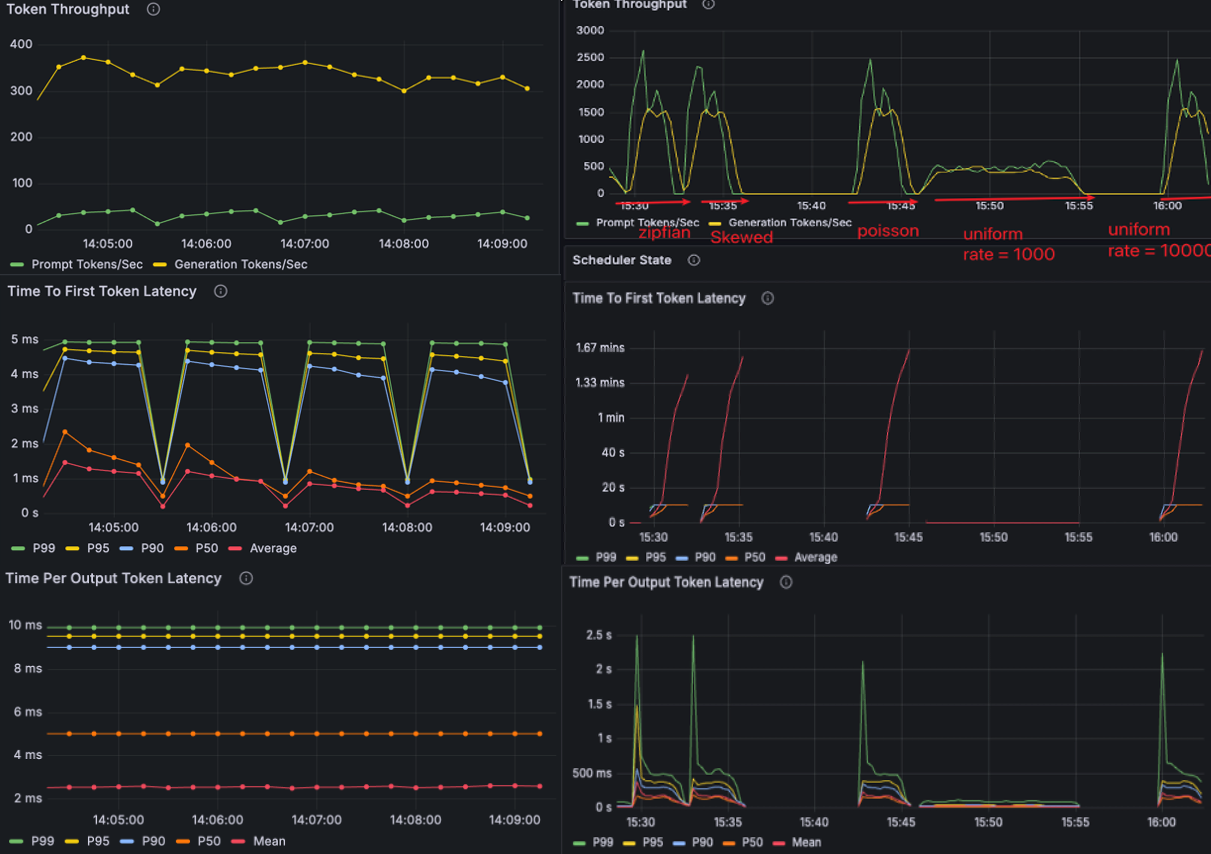 Token Throughput
400
300
200
100
0
14:05:00 14:06:00 14:07:00 14:08:00 14:09:00
Prompt Tokens/Sec Generation Tokens/Sec
Time To First Token Latency
5 ms
4 ms
3 ms
2 ms
1 ms
0 s
14:05:00 14:06:00 14:07:00 14:08:00 14:09:00
P99 P95 P90 P50 Average
Time Per Output Token Latency
10 ms
8 ms
6 ms
4 ms
2 ms
14:05:00 14:06:00 14:07:00 14:08:00 14:09:00
P99 P95 P90 P50 Mean
Token Throughput
3000
2500
2000
1500
1000
500
0
15:30 15:35 15:40 15:45 15:50 15:55 16:00
Prompt Tokens/Sec Generation Tokens/Sec
zipfian Skewed poisson uniform uniform
rate = 1000 rate = 10000
Scheduler State
Time To First Token Latency
1.67 mins
1.33 mins
1 min
40 s
20 s
0 s
15:30 15:35 15:40 15:45 15:50 15:55 16:00
P99 P95 P90 P50 Average
Time Per Output Token Latency
2.5 s
2 s
1.5 s
1 s
500 ms
0 s
15:30 15:35 15:40 15:45 15:50 15:55 16:00
P99 P95 P90 P50 Mean